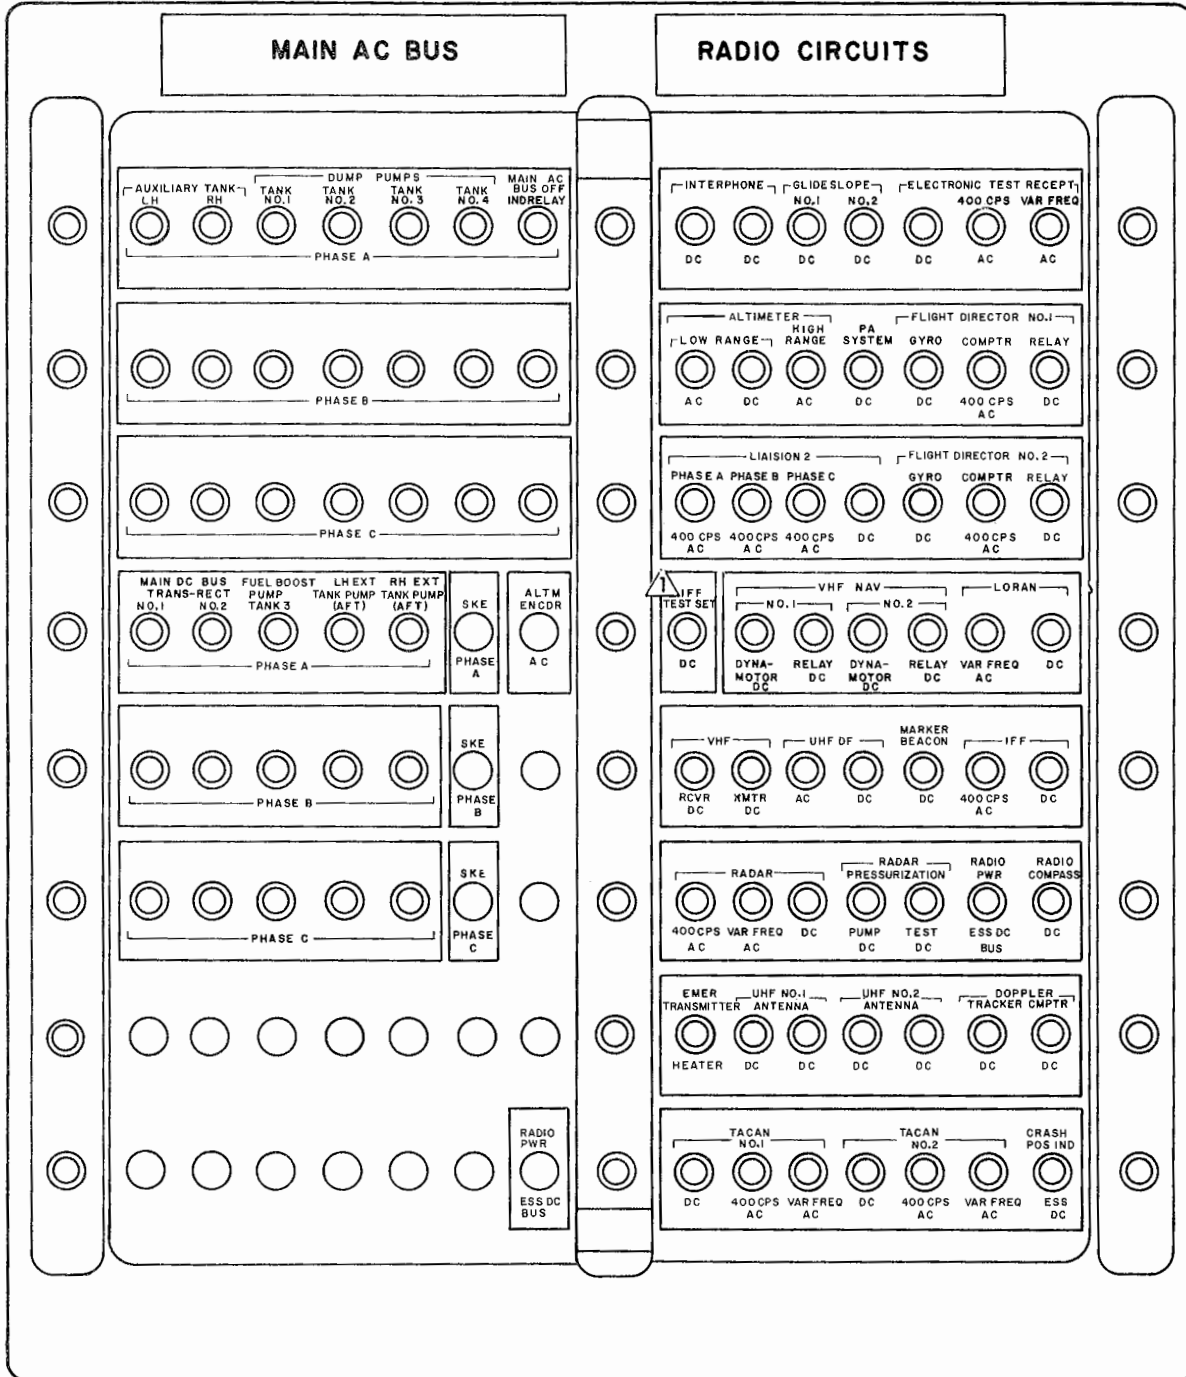 MAIN AC BUS
RADIO CIRCUITS
AUXILIARY TANK
LH
RH
DUMP PUMPS
TANK NO.1
TANK NO.2
TANK NO.3
TANK NO.4
MAIN AC
BUS OFF
INDRELAY
PHASE A
PHASE B
PHASE C
MAIN DC BUS
TRANS-RECT
NO.1
NO.2
FUEL BOOST
PUMP
TANK 3
LH EXT
TANK PUMP
(AFT)
RH EXT
TANK PUMP
(AFT)
PHASE A
SKE
PHASE
A
ALTM
ENCDR
AC
PHASE B
SKE
PHASE
B
PHASE C
SKE
PHASE
C
RADIO
PWR
ESS DC
BUS
INTERPHONE
GLIDESLOPE
NO.1
NO.2
ELECTRONIC TEST RECEPT
400 CPS
VAR FREQ
DC DC DC DC DC AC AC
ALTIMETER
LOW RANGE
HIGH
RANGE
PA
SYSTEM
FLIGHT DIRECTOR NO.1
GYRO
COMPTR
RELAY
AC DC AC DC DC 400 CPS DC
AC
LIAISION 2
PHASE A PHASE B PHASE C
FLIGHT DIRECTOR NO.2
GYRO
COMPTR
RELAY
400 CPS 400 CPS 400 CPS DC DC 400 CPS DC
AC AC AC AC
1
IFF
TEST SET
DC
VHF NAV
NO.1
NO.2
LORAN
DYNA-
MOTOR
DC
RELAY
DC
DYNA-
MOTOR
DC
RELAY
DC
VAR FREQ
AC
DC
VHF
UHF DF
MARKER
BEACON
IFF
RCVR
DC
XMTR
DC
AC
DC
DC
400 CPS
AC
DC
RADAR
RADAR
PRESSURIZATION
RADIO
PWR
RADIO
COMPASS
400 CPS
AC
VAR FREQ
AC
DC
PUMP
DC
TEST
DC
ESS DC
BUS
DC
EMER
TRANSMITTER
UHF NO.1
ANTENNA
UHF NO.2
ANTENNA
DOPPLER
TRACKER CMPTR
HEATER DC DC DC DC DC DC
TACAN
NO.1
TACAN
NO.2
CRASH
POS IND
DC
400 CPS
AC
VAR FREQ
AC
DC
400 CPS
AC
VAR FREQ
AC
ESS
DC